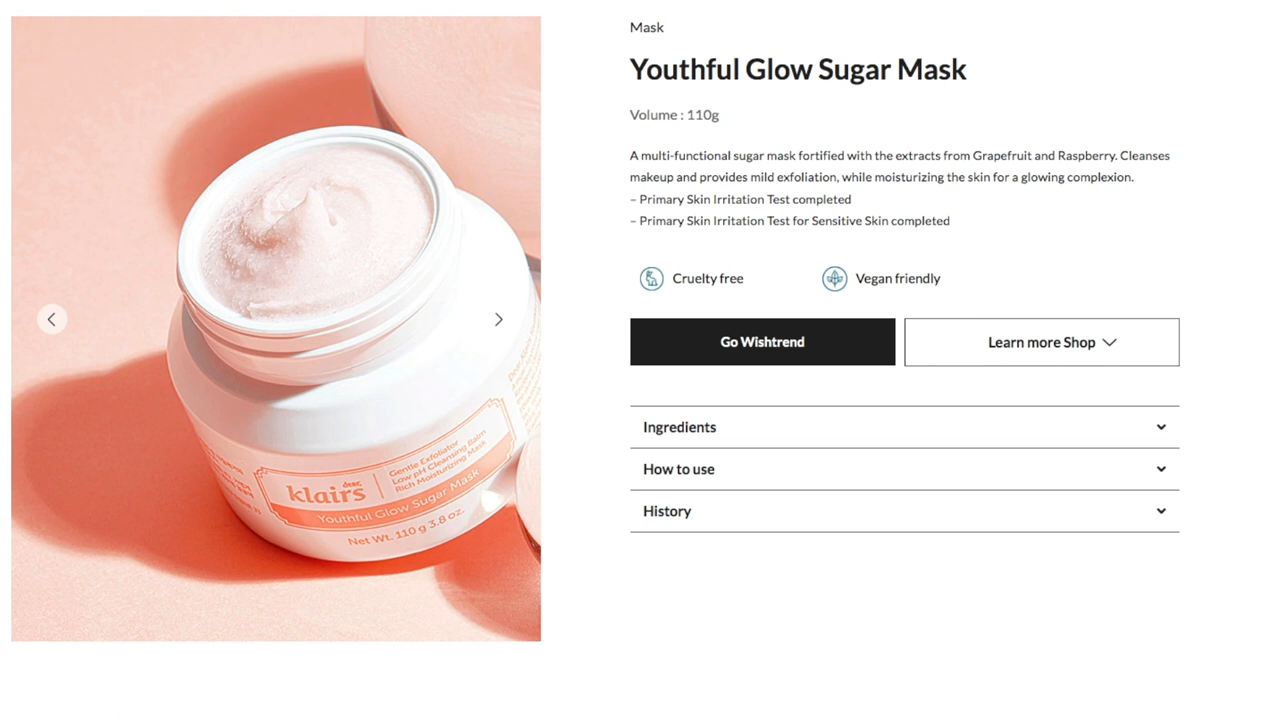 Mask
Youthful Glow Sugar Mask
Volume : 110g
A multi-functional sugar mask fortified with the extracts from Grapefruit and Raspberry. Cleanses
makeup and provides mild exfoliation, while moisturizing the skin for a glowing complexion.
– Primary Skin Irritation Test completed
– Primary Skin Irritation Test for Sensitive Skin completed
Cruelty free
Vegan friendly
Go Wishtrend
Learn more Shop
Ingredients
How to use
History
dear,
klairs
Gentle Exfoliator
Low pH Cleansing Balm
Rich Moisturizing Mask
Youthful Glow Sugar Mask
Net Wt. 110 g 3.8 oz.